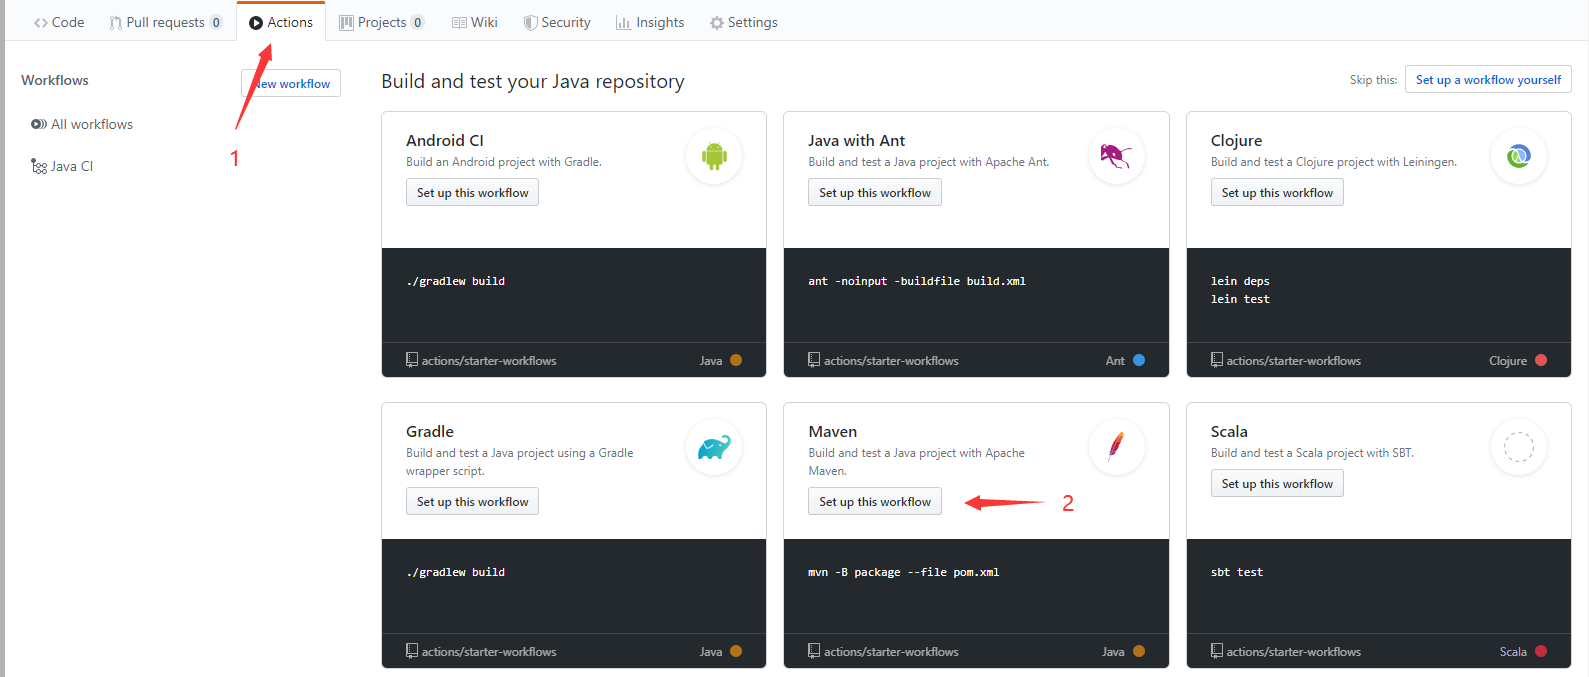 Code Pull requests 0 Actions Projects 0 Wiki Security Insights Settings
Workflows
New workflow
All workflows
Java CI
1
Build and test your Java repository
Skip this: Set up a workflow yourself
Android CI
Build an Android project with Gradle.
Set up this workflow
./gradlew build
actions/starter-workflows Java
Java with Ant
Build and test a Java project with Apache Ant.
Set up this workflow
ant -noinput -buildfile build.xml
actions/starter-workflows Ant
Clojure
Build and test a Clojure project with Leiningen.
Set up this workflow
lein deps
lein test
actions/starter-workflows Clojure
Gradle
Build and test a Java project using a Gradle
wrapper script.
Set up this workflow
./gradlew build
actions/starter-workflows Java
Maven
Build and test a Java project with Apache
Maven.
Set up this workflow
2
mvn -B package --file pom.xml
actions/starter-workflows Java
Scala
Build and test a Scala project with SBT.
Set up this workflow
sbt test
actions/starter-workflows Scala